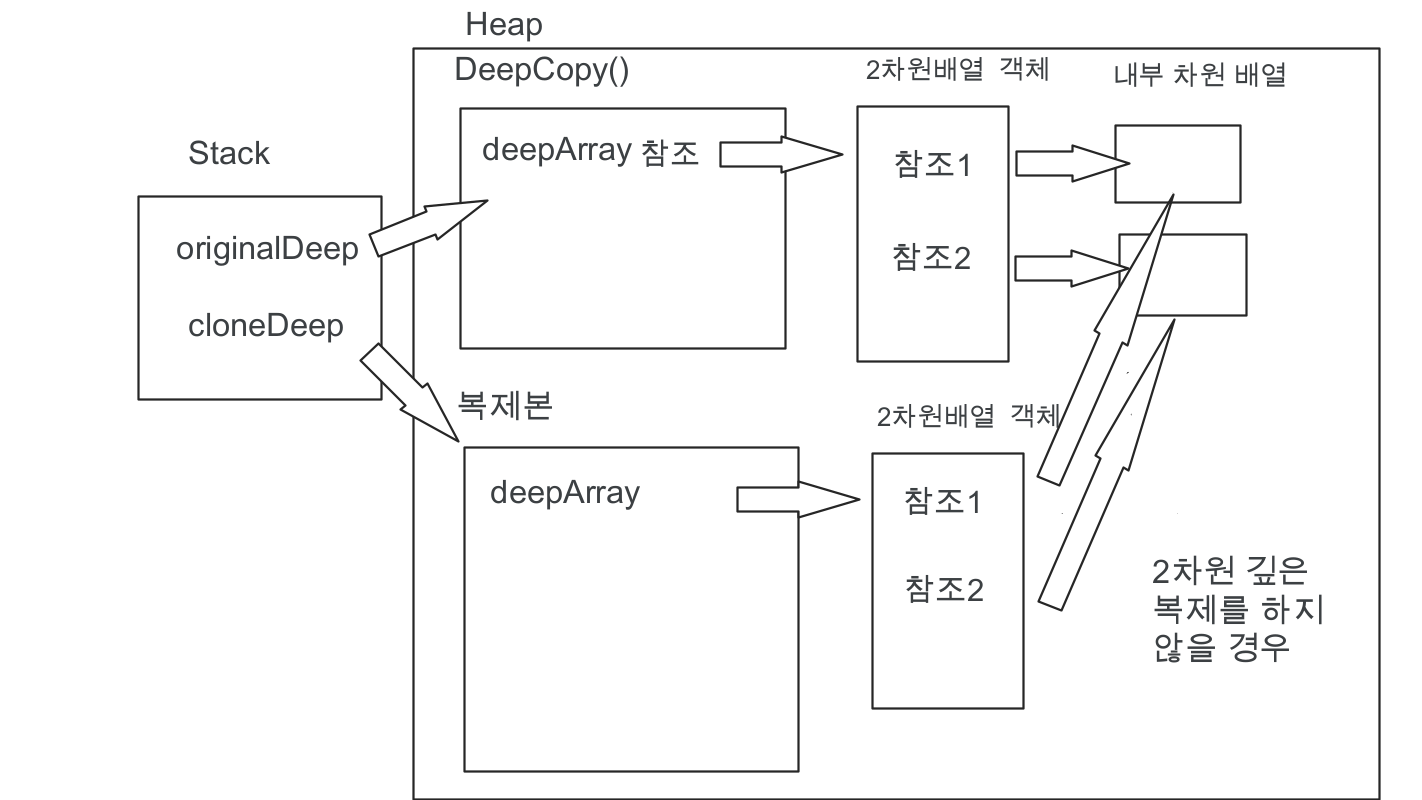 Heap
DeepCopy()
2차원배열 객체
내부 차원 배열
Stack
deepArray 참조
참조1
originalDeep
참조2
cloneDeep
복제본
2차원배열 객체
deepArray
참조1
참조2
2차원 깊은
복제를 하지
않을 경우